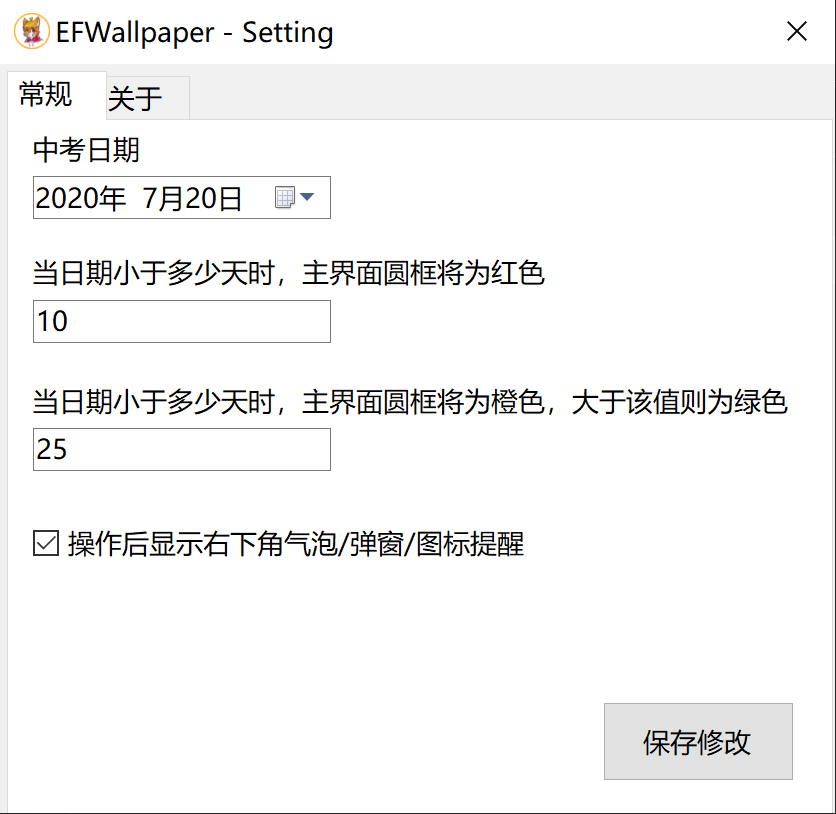 EFWallpaper - Setting
常规
关于
中考日期
2020年 7月20日
当日期小于多少天时，主界面圆框将为红色
10
当日期小于多少天时，主界面圆框将为橙色，大于该值则为绿色
25
操作后显示右下角气泡/弹窗/图标提醒
保存修改